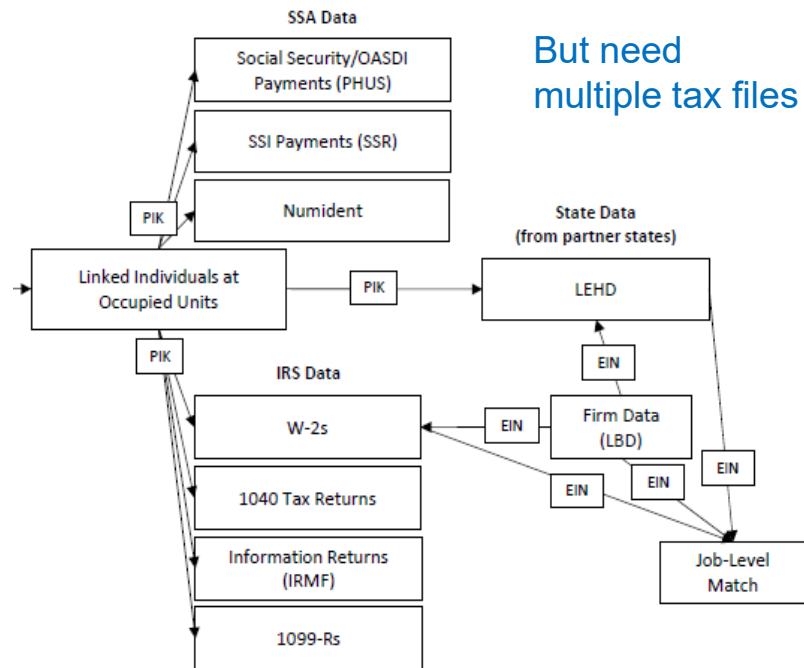 SSA Data
But need
multiple tax files
Social Security/OASDI
Payments (PHUS)
SSI Payments (SSR)
Numident
PIK
State Data
(from partner states)
Linked Individuals at
Occupied Units
PIK
LEHD
PIK
IRS Data
EIN
W-2s
EIN
Firm Data
(LBD)
EIN
EIN
EIN
1040 Tax Returns
Information Returns
(IRMF)
Job-Level
Match
1099-Rs